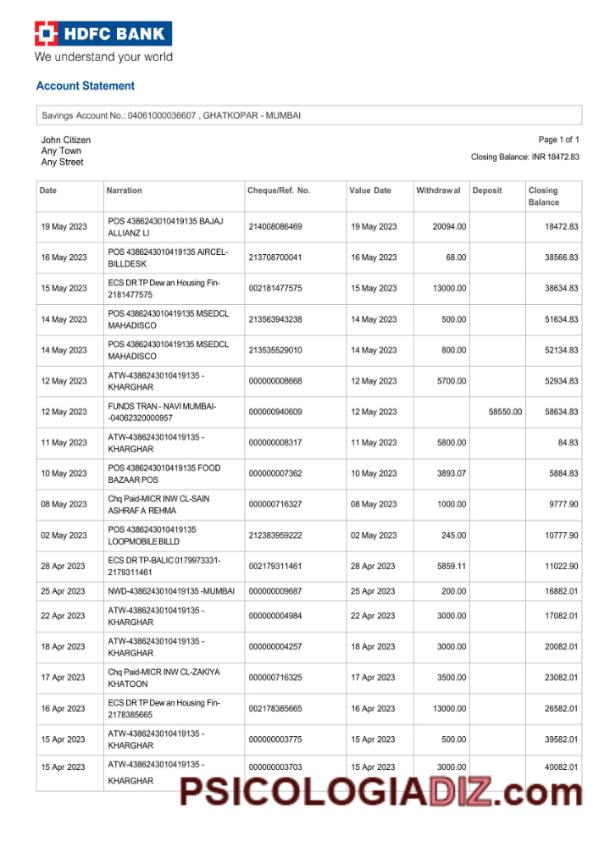 HDFC BANK
We understand your world
Account Statement
Savings Account No.: 04061000036607 , GHATKOPAR - MUMBAI
John Citizen
Any Town
Any Street
Page 1 of 1
Closing Balance: INR 18472.83
Date Narration Cheque/Ref. No. Value Date Withdrawal Deposit Closing
Balance
19 May 2023 POS 4386243010419135 BAJAJ
ALLIANZ LI 214008086469 19 May 2023 20094.00 18472.83
16 May 2023 POS 4386243010419135 AIRCEL-
BILLDESK 213708700041 16 May 2023 68.00 38566.83
15 May 2023 ECS DR TP Dewan Housing Fin-
2181477575 002181477575 15 May 2023 13000.00 38634.83
14 May 2023 POS 4386243010419135 MSEDCL
MAHADISCO 213563943238 14 May 2023 500.00 51634.83
14 May 2023 POS 4386243010419135 MSEDCL
MAHADISCO 213535529010 14 May 2023 800.00 52134.83
12 May 2023 ATW-4386243010419135 -
KHARGHAR 000000008668 12 May 2023 5700.00 52934.83
12 May 2023 FUNDS TRAN - NAVI MUMBAI-
-04062320000957 000000940609 12 May 2023 58550.00 58634.83
11 May 2023 ATW-4386243010419135 -
KHARGHAR 000000008317 11 May 2023 5800.00 84.83
10 May 2023 POS 4386243010419135 FOOD
BAZAAR POS 000000007362 10 May 2023 3893.07 5884.83
08 May 2023 Chq Paid-MICR INW CL-SAIN
ASHRAF A REHMA 000000716327 08 May 2023 1000.00 9777.90
02 May 2023 POS 4386243010419135
LOOPMOBILE BILLD 212383959222 02 May 2023 245.00 10777.90
28 Apr 2023 ECS DR TP-BALIC 0179973331-
2179311461 002179311461 28 Apr 2023 5859.11 11022.90
25 Apr 2023 NWD-4386243010419135 -MUMBAI 000000009687 25 Apr 2023 200.00 16882.01
22 Apr 2023 ATW-4386243010419135 -
KHARGHAR 000000004984 22 Apr 2023 3000.00 17082.01
18 Apr 2023 ATW-4386243010419135 -
KHARGHAR 000000004257 18 Apr 2023 3000.00 20082.01
17 Apr 2023 Chq Paid-MICR INW CL-ZAKIYA
KHATOON 000000716325 17 Apr 2023 3500.00 23082.01
16 Apr 2023 ECS DR TP Dewan Housing Fin-
2178385665 002178385665 16 Apr 2023 13000.00 26582.01
15 Apr 2023 ATW-4386243010419135 -
KHARGHAR 000000003775 15 Apr 2023 500.00 39582.01
15 Apr 2023 ATW-4386243010419135 -
KHARGHAR 000000003703 15 Apr 2023 3000.00 40082.01
PSICOLOGIADIZ.com